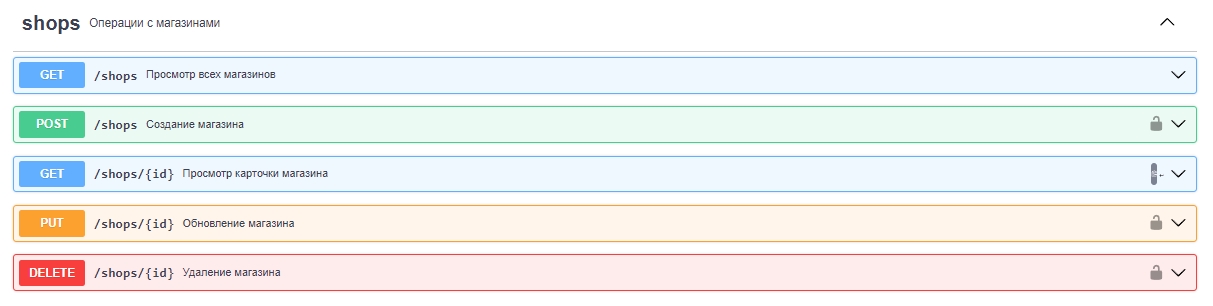 shops Операции с магазинами
GET /shops Просмотр всех магазинов
POST /shops Создание магазина
GET /shops/{id} Просмотр карточки магазина
PUT /shops/{id} Обновление магазина
DELETE /shops/{id} Удаление магазина